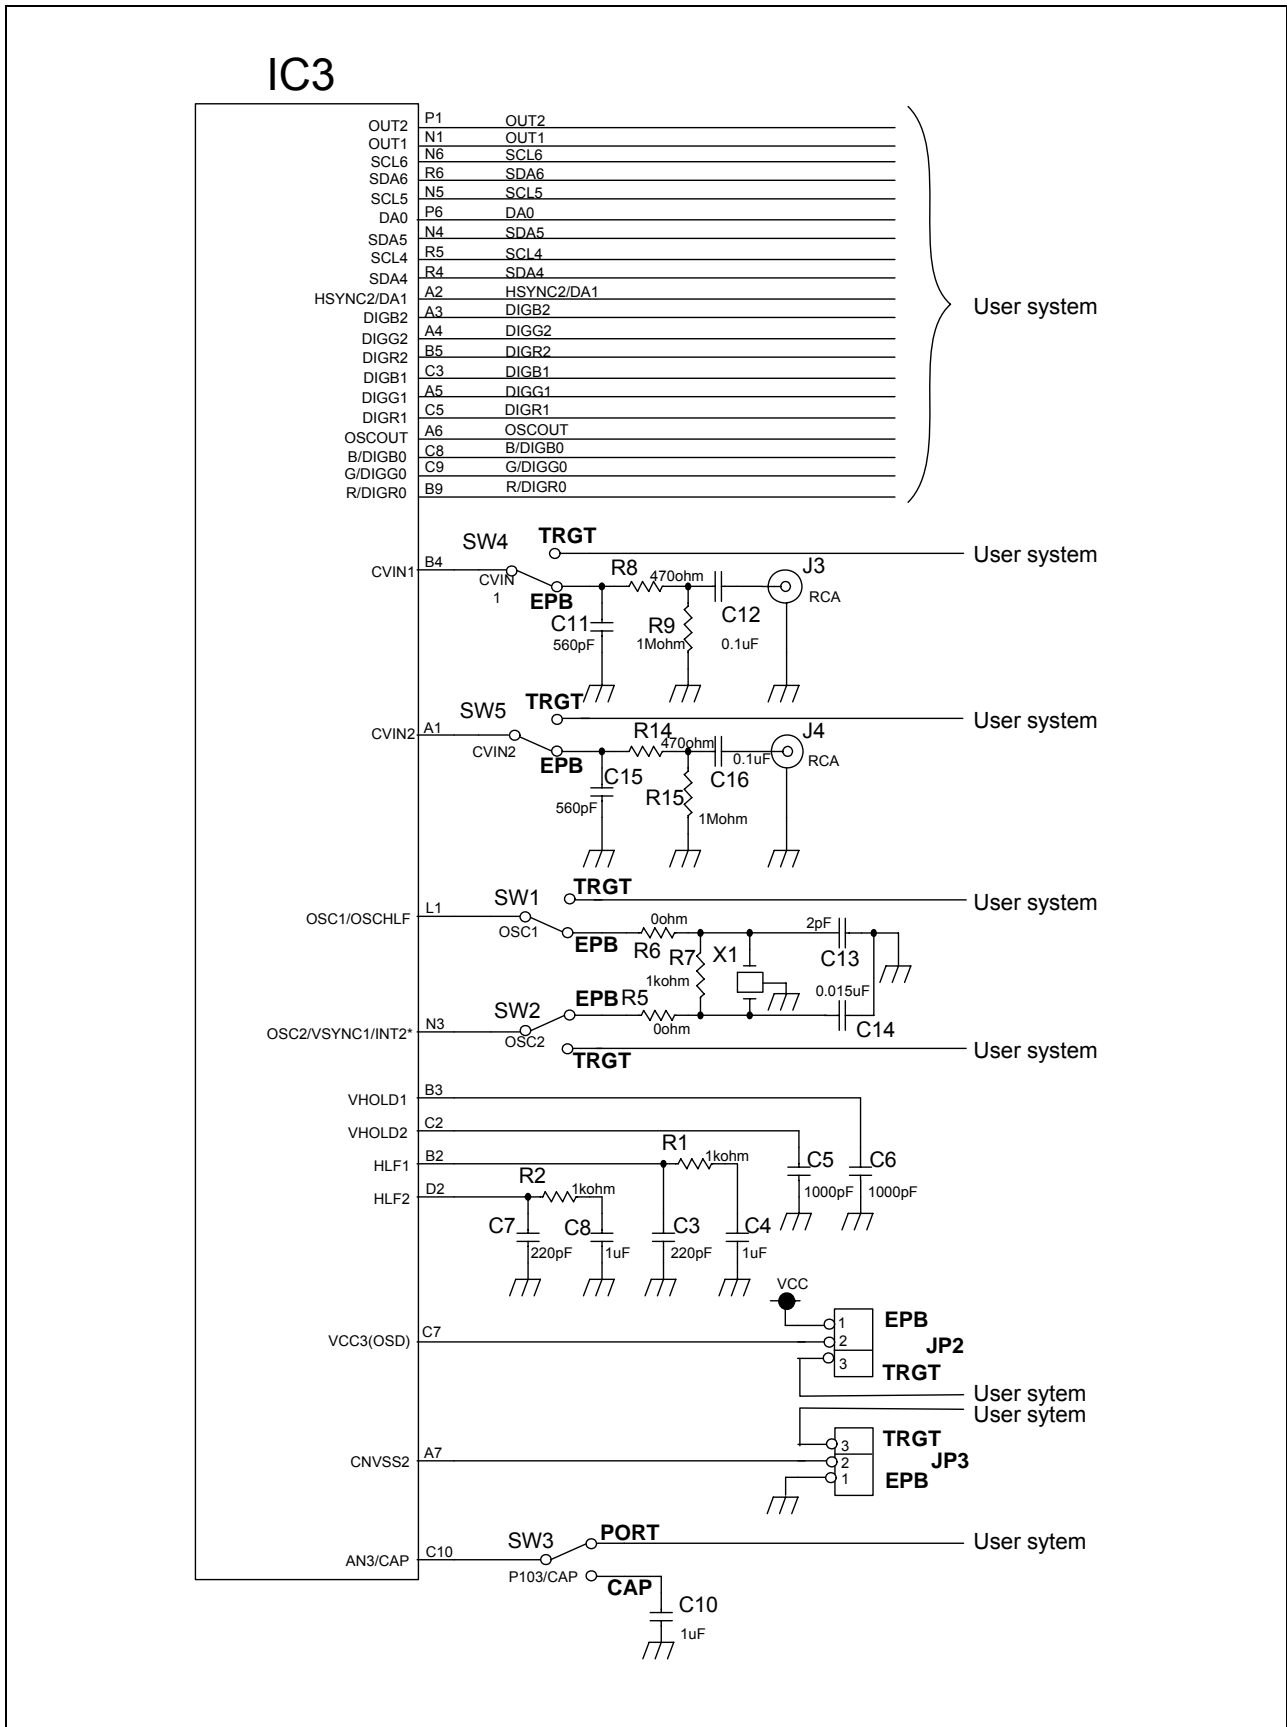 IC3
OUT2 P1 OUT2
OUT1 N1 OUT1
SCL6 N6 SCL6
SDA6 R6 SDA6
SCL5 N5 SCL5
DA0 P6 DA0
SDA5 N4 SDA5
SCL4 R5 SCL4
SDA4 R4 SDA4
HSYNC2/DA1 A2 HSYNC2/DA1
DIGB2 A3 DIGB2
DIGG2 A4 DIGG2
DIGR2 B5 DIGR2
DIGB1 C3 DIGB1
DIGG1 A5 DIGG1
DIGR1 C5 DIGR1
OSCOUT A6 OSCOUT
B/DIGB0 C8 B/DIGB0
G/DIGG0 C9 G/DIGG0
R/DIGR0 B9 R/DIGR0
User system
SW4 TRGT User system
CVIN1 B4 CVIN 1 EPB R8 470ohm J3 RCA
C11 560pF R9 1Mohm C12 0.1uF
SW5 TRGT User system
CVIN2 A1 CVIN2 EPB R14 470ohm 0.1uF J4 RCA
C15 560pF R15 1Mohm C16
SW1 TRGT User system
OSC1/OSCHLF L1 OSC1 EPB 0ohm R6 2pF C13
R7 1kohm X1
0.015uF C14
OSC2/VSYNC1/INT2* N3 SW2 OSC2 EPB R5 0ohm
TRGT User system
VHOLD1 B3
VHOLD2 C2
HLF1 B2 R1 1kohm C5 1000pF C6 1000pF
HLF2 D2 R2 1kohm
C7 220pF C8 1uF C3 220pF C4 1uF
VCC
1 EPB
VCC3(OSD) C7 2 JP2
3 TRGT
User sytem
User sytem
3 TRGT
CNVSS2 A7 2 JP3
1 EPB
SW3 PORT User sytem
AN3/CAP C10 P103/CAP CAP
C10
1uF